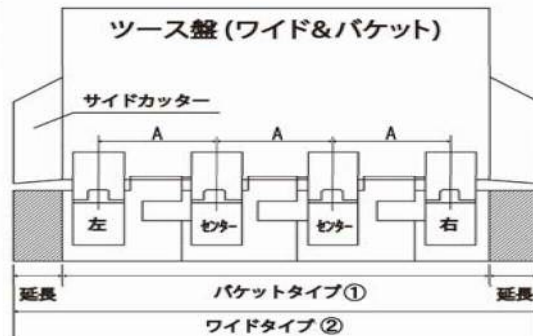 ツース盤(ワイド&バケット)
サイドカッター
A A A
左 センター センター 右
延長 バケットタイプ① 延長
ワイドタイプ②